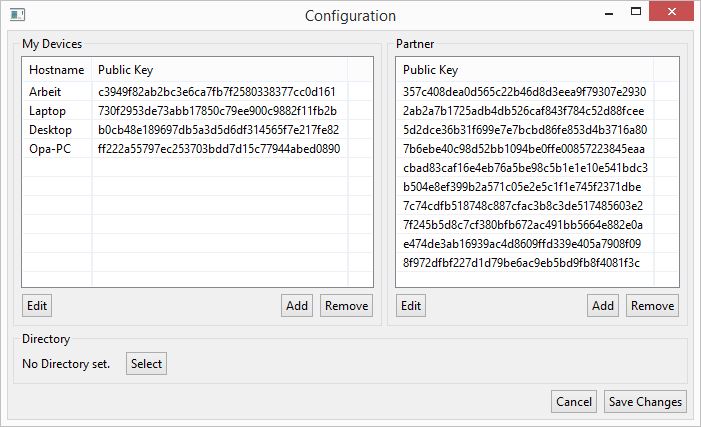 Configuration
My Devices
Hostname Public Key
Arbeit c3949f82ab2bc3e6ca7fb7f2580338377cc0d161
Laptop 730f2953de73abb17850c79ee900c9882f11fb2b
Desktop b0cb48e189697db5a3d5d6df314565f7e217fe82
Opa-PC ff222a55797ec253703bdd7d15c77944abed0890
Edit Add Remove
Partner
Public Key
357c408dea0d565c22b46d8d3eea9f79307e2930
2ab2a7b1725adb4db526caf843f784c52d88fcee
5d2dce36b31f699e7e7bcbd86fe853d4b3716a80
7b6ebe40c98d52bb1094be0ffe00857223845eaa
cbad83caf16e4eb76a5be98c5b1e1e10e541bdc3
b504e8ef399b2a571c05e2e5c1f1e745f2371dbe
7c74cdfb518748c887cfac3b8c3de517485603e2
7f245b5d8c7cf380bfb672ac491bb5664e882e0a
e474de3ab16939ac4d8609ffd339e405a7908f09
8f972dfbf227d1d79be6ac9eb5bd9fb8f4081f3c
Edit Add Remove
Directory
No Directory set. Select
Cancel Save Changes